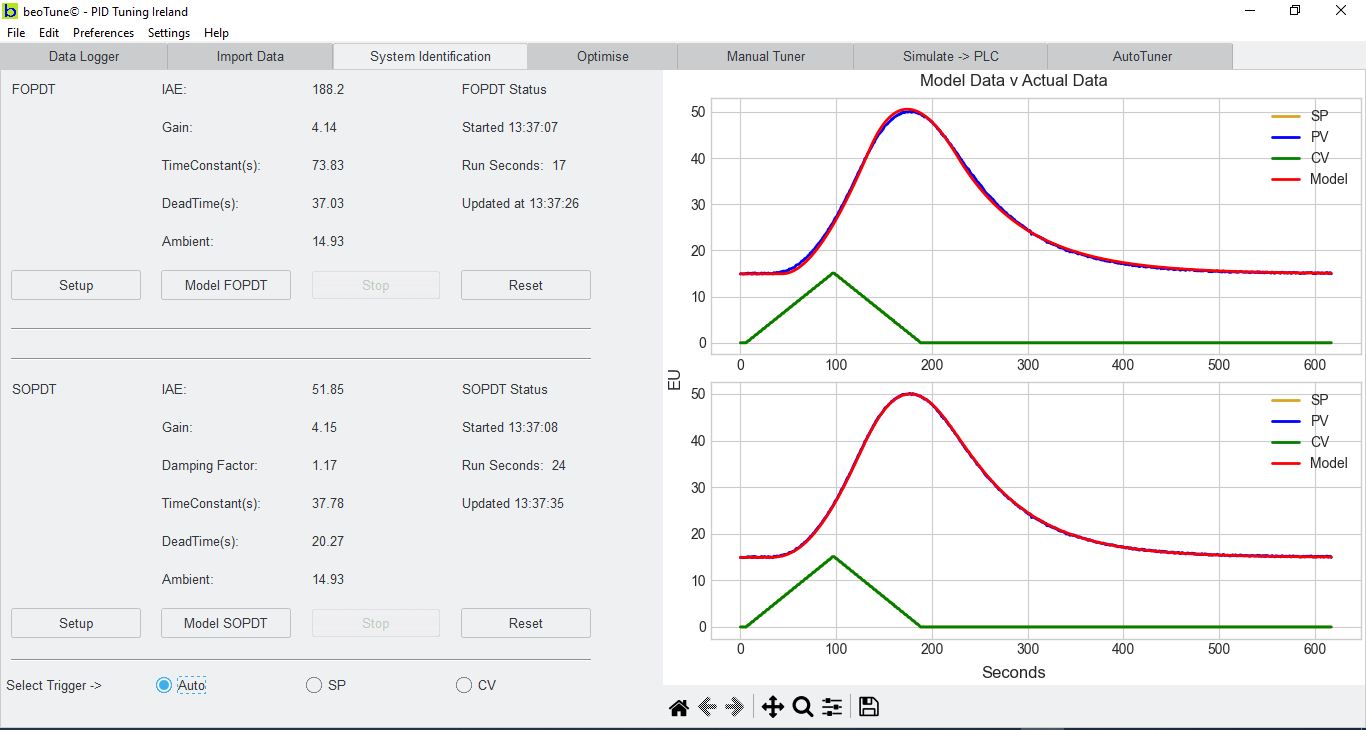 beoTune© - PID Tuning Ireland
File Edit Preferences Settings Help
Data Logger Import Data System Identification Optimise Manual Tuner Simulate -> PLC AutoTuner
FOPDT IAE: 188.2 FOPDT Status
Gain: 4.14 Started 13:37:07
TimeConstant(s): 73.83 Run Seconds: 17
DeadTime(s): 37.03 Updated at 13:37:26
Ambient: 14.93
Setup Model FOPDT Stop Reset
SOPDT IAE: 51.85 SOPDT Status
Gain: 4.15 Started 13:37:08
Damping Factor: 1.17 Run Seconds: 24
TimeConstant(s): 37.78 Updated 13:37:35
DeadTime(s): 20.27
Ambient: 14.93
Setup Model SOPDT Stop Reset
Select Trigger -> Auto SP CV
Model Data v Actual Data
50
40
30
20
10
0
SP
PV
CV
Model
0 100 200 300 400 500 600
EU
50
40
30
20
10
0
SP
PV
CV
Model
0 100 200 300 400 500 600
Seconds